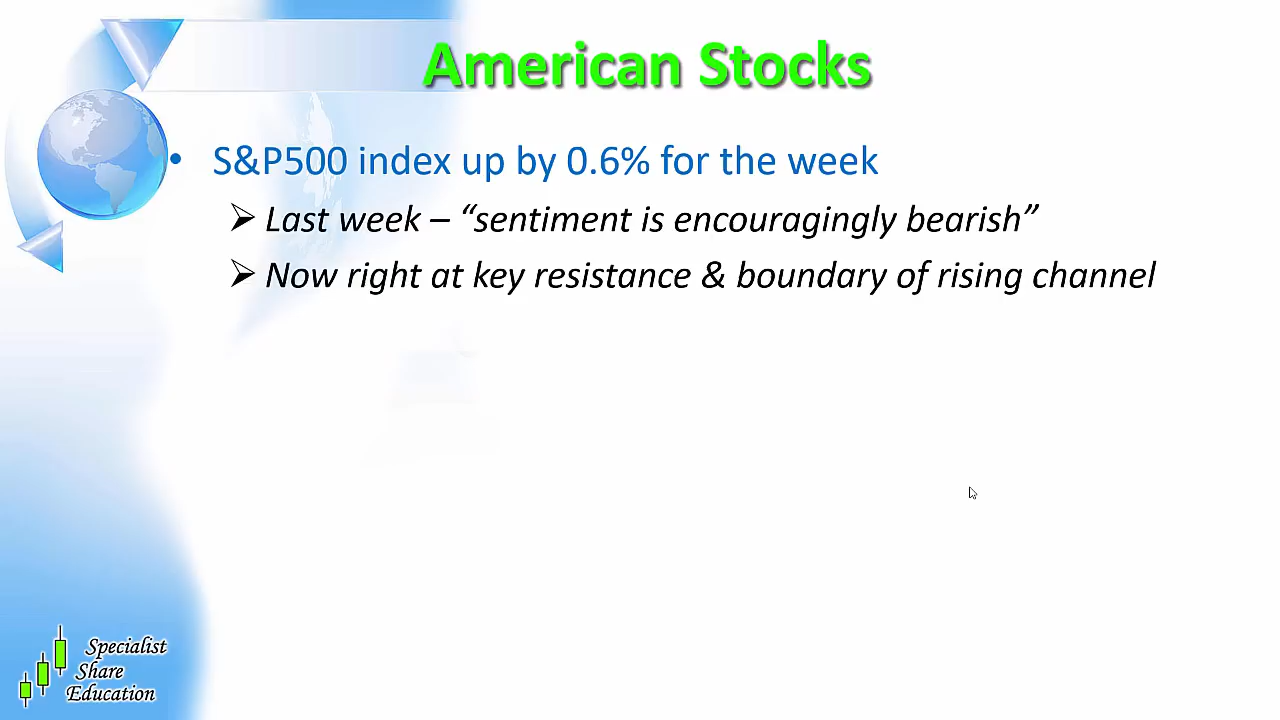 American Stocks
• S&P500 index up by 0.6% for the week
➢ Last week – “sentiment is encouragingly bearish”
➢ Now right at key resistance & boundary of rising channel
Specialist
Share
Education